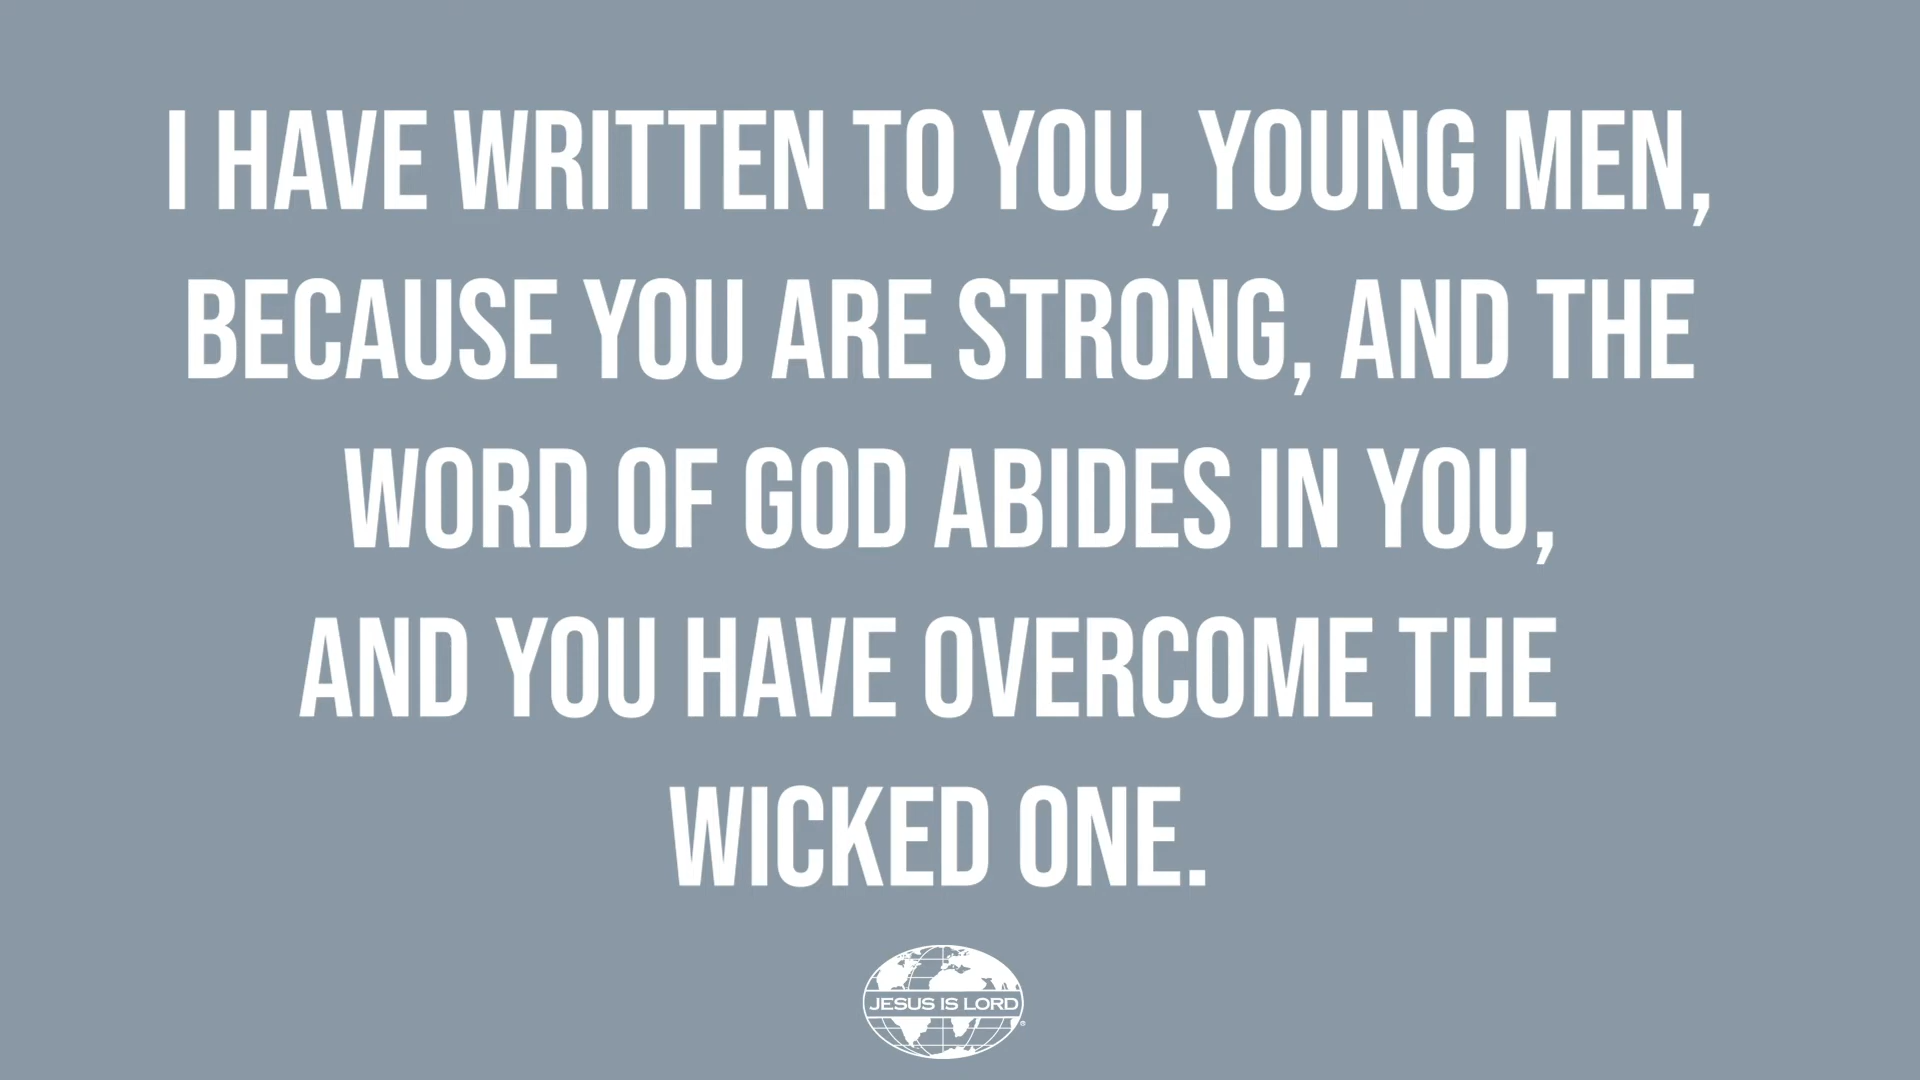 I HAVE WRITTEN TO YOU, YOUNG MEN,
BECAUSE YOU ARE STRONG, AND THE
WORD OF GOD ABIDES IN YOU,
AND YOU HAVE OVERCOME THE
WICKED ONE.
JESUS IS LORD
®